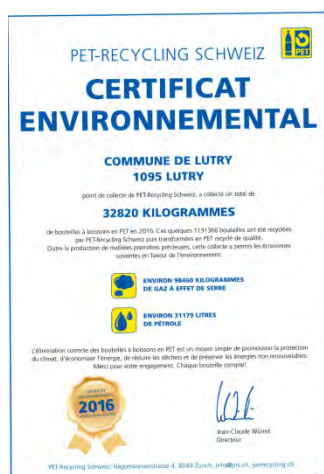 PET-RECYCLING SCHWEIZ
PET
CERTIFICAT
ENVIRONNEMENTAL
COMMUNE DE LUTRY
1095 LUTRY
point de collecte de PET-Recycling Schweiz, a collecté un total de
32820 KILOGRAMMES
de bouteilles à boissons en PET en 2016. Ces quelques 1191366 bouteilles ont été recyclées
par PET-Recycling Schweiz puis transformées en PET recyclé de qualité.
Outre la production de matières premières précieuses, cette collecte a permis les économies
suivantes en faveur de l'environnement.
ENVIRON 98460 KILOGRAMMES
DE GAZ À EFFET DE SERRE
ENVIRON 31179 LITRES
DE PÉTROLE
L'élimination correcte des bouteilles à boissons en PET est un moyen simple de promouvoir la protection
du climat, d'économiser l'énergie, de réduire les déchets et de préserver les énergies non renouvelables.
Merci pour votre engagement. Chaque bouteille compte!
CERTIFICAT
ENVIRONNEMENTAL
2016
Jean-Claude Würmli
Directeur
PET-Recycling Schweiz, Naglerwiesenstrasse 4, 8049 Zürich, info@prs.ch, petrecycling.ch